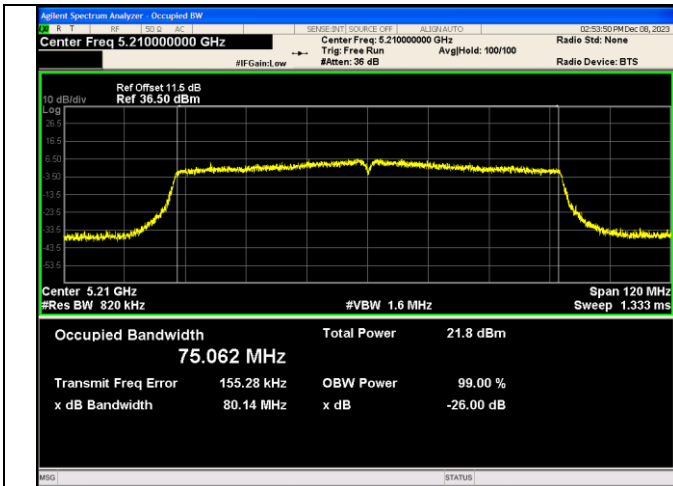 Agilent Spectrum Analyzer - Occupied BW
R T RF 50 Ω AC SENSE:INT SOURCE OFF ALIGNAUTO 02:53:50 PM Dec 08, 2023
Center Freq 5.210000000 GHz Center Freq: 5.210000000 GHz Radio Std: None
Trig: Free Run Avg|Hold: 100/100
#IFGain:Low #Atten: 36 dB Radio Device: BTS
Ref Offset 11.5 dB
10 dB/div Ref 36.50 dBm
Log
26.5
16.5
6.50
-3.50
-13.5
-23.5
-33.5
-43.5
-53.5
Center 5.21 GHz Span 120 MHz
#Res BW 820 kHz #VBW 1.6 MHz Sweep 1.333 ms
Occupied Bandwidth Total Power 21.8 dBm
75.062 MHz
Transmit Freq Error 155.28 kHz OBW Power 99.00 %
x dB Bandwidth 80.14 MHz x dB -26.00 dB
MSG STATUS